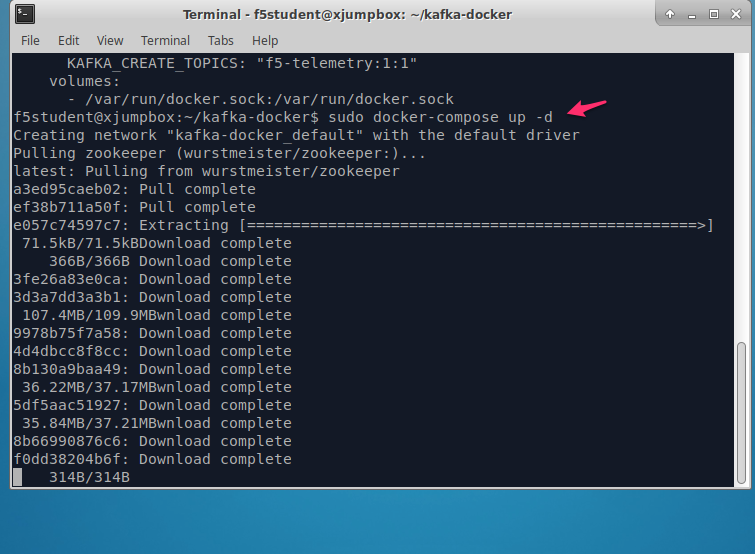 Terminal - f5student@xjumpbox: ~/kafka-docker
File Edit View Terminal Tabs Help
KAFKA_CREATE_TOPICS: "f5-telemetry:1:1"
volumes:
- /var/run/docker.sock:/var/run/docker.sock
f5student@xjumpbox:~/kafka-docker$ sudo docker-compose up -d
Creating network "kafka-docker_default" with the default driver
Pulling zookeeper (wurstmeister/zookeeper:)...
latest: Pulling from wurstmeister/zookeeper
a3ed95caeb02: Pull complete
ef38b711a50f: Pull complete
e057c74597c7: Extracting [==================================================>]
71.5kB/71.5kBDownload complete
366B/366B Download complete
3fe26a83e0ca: Download complete
3d3a7dd3a3b1: Download complete
107.4MB/109.9MBwnload complete
9978b75f7a58: Download complete
4d4dbcc8f8cc: Download complete
8b130a9baa49: Download complete
36.22MB/37.17MBwnload complete
5df5aac51927: Download complete
35.84MB/37.21MBwnload complete
8b66990876c6: Download complete
f0dd38204b6f: Download complete
314B/314B